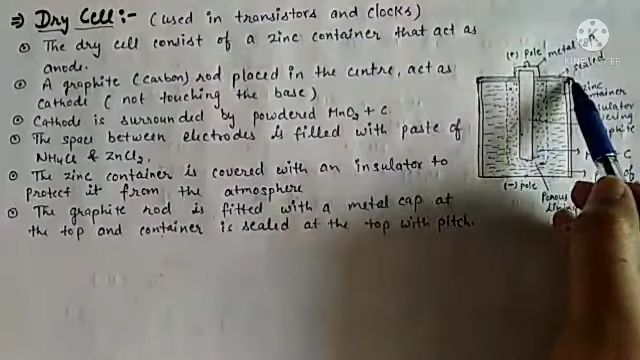 ⇒ Dry Cell:- (used in transistors and clocks)
⊙ The dry cell consist of a zinc container that act as
anode.
⊙ A graphite (carbon) rod placed in the centre, act as
cathode (not touching the base)
⊙ Cathode is surrounded by powdered MnO2 + C.
⊙ The space between electrodes is filled with paste of
NH4Cl & ZnCl2.
⊙ The zinc container is covered with an insulator to
protect it from the atmosphere
⊙ The graphite rod is fitted with a metal cap at
the top and container is sealed at the top with pitch.
(+) Pole
metal
K
KINEMASTER
zinc
C
of
(-) Pole
Porous